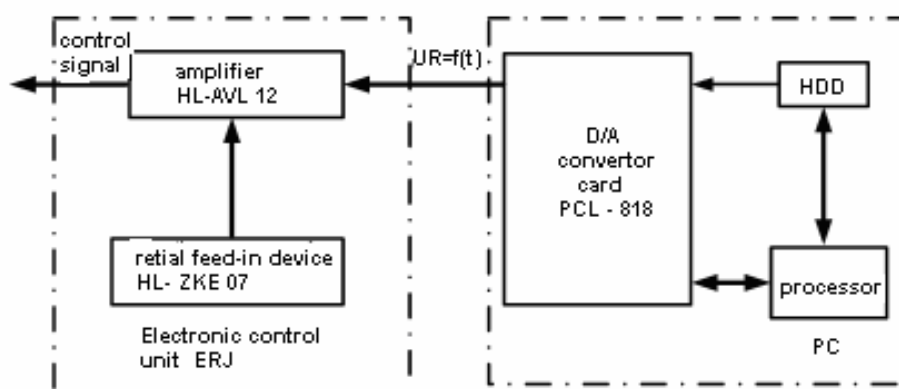 control
signal
amplifier
HL-AVL 12
UR=f(t)
D/A
convertor
card
PCL - 818
HDD
retial feed-in device
HL- ZKE 07
processor
Electronic control
unit ERJ
PC